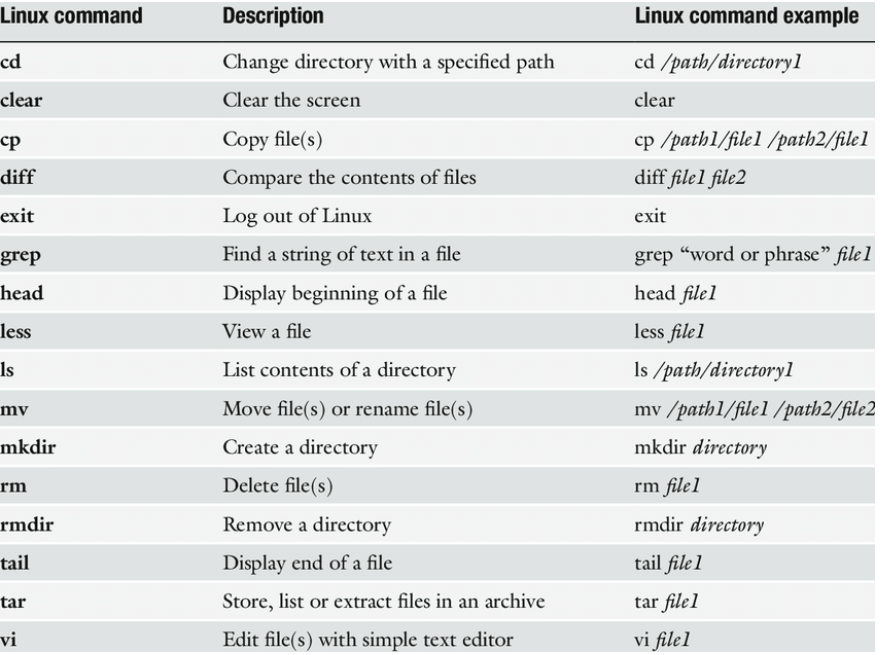 Linux command Description Linux command example
cd Change directory with a specified path cd /path/directory1
clear Clear the screen clear
cp Copy file(s) cp /path1/file1 /path2/file1
diff Compare the contents of files diff file1 file2
exit Log out of Linux exit
grep Find a string of text in a file grep “word or phrase” file1
head Display beginning of a file head file1
less View a file less file1
ls List contents of a directory ls /path/directory1
mv Move file(s) or rename file(s) mv /path1/file1 /path2/file2
mkdir Create a directory mkdir directory
rm Delete file(s) rm file1
rmdir Remove a directory rmdir directory
tail Display end of a file tail file1
tar Store, list or extract files in an archive tar file1
vi Edit file(s) with simple text editor vi file1